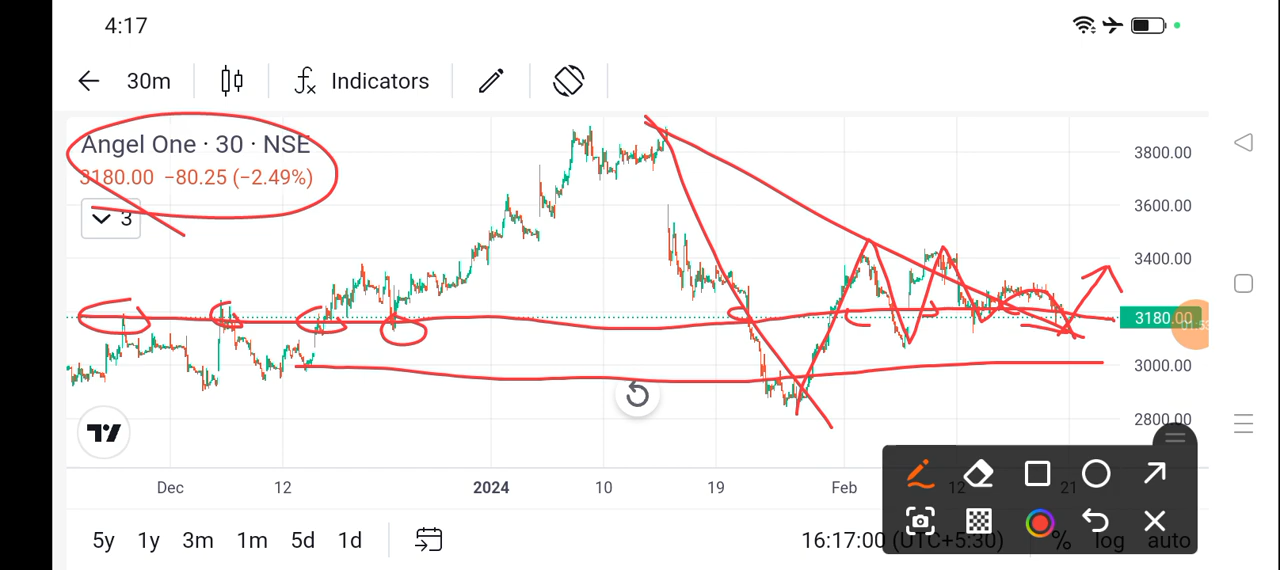 4:17
30m
Indicators
Angel One · 30 · NSE
3180.00 −80.25 (−2.49%)
3
3800.00
3600.00
3400.00
3180.00
3000.00
2800.00
Dec 12 2024 10 19 Feb 12 21
5y 1y 3m 1m 5d 1d
16:17:00 (UTC+5:30) % log auto